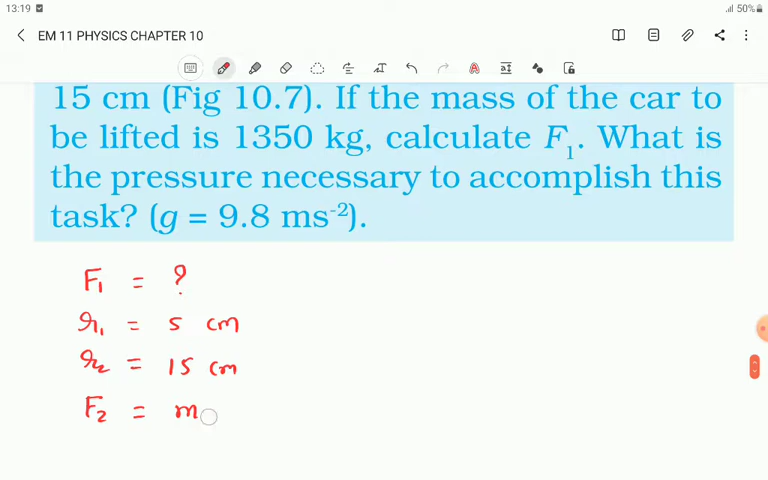 13:19 50%
EM 11 PHYSICS CHAPTER 10
15 cm (Fig 10.7). If the mass of the car to
be lifted is 1350 kg, calculate F₁. What is
the pressure necessary to accomplish this
task? (g = 9.8 ms⁻²).
F₁ = ?
r₁ = 5 cm
r₂ = 15 cm
F₂ = m